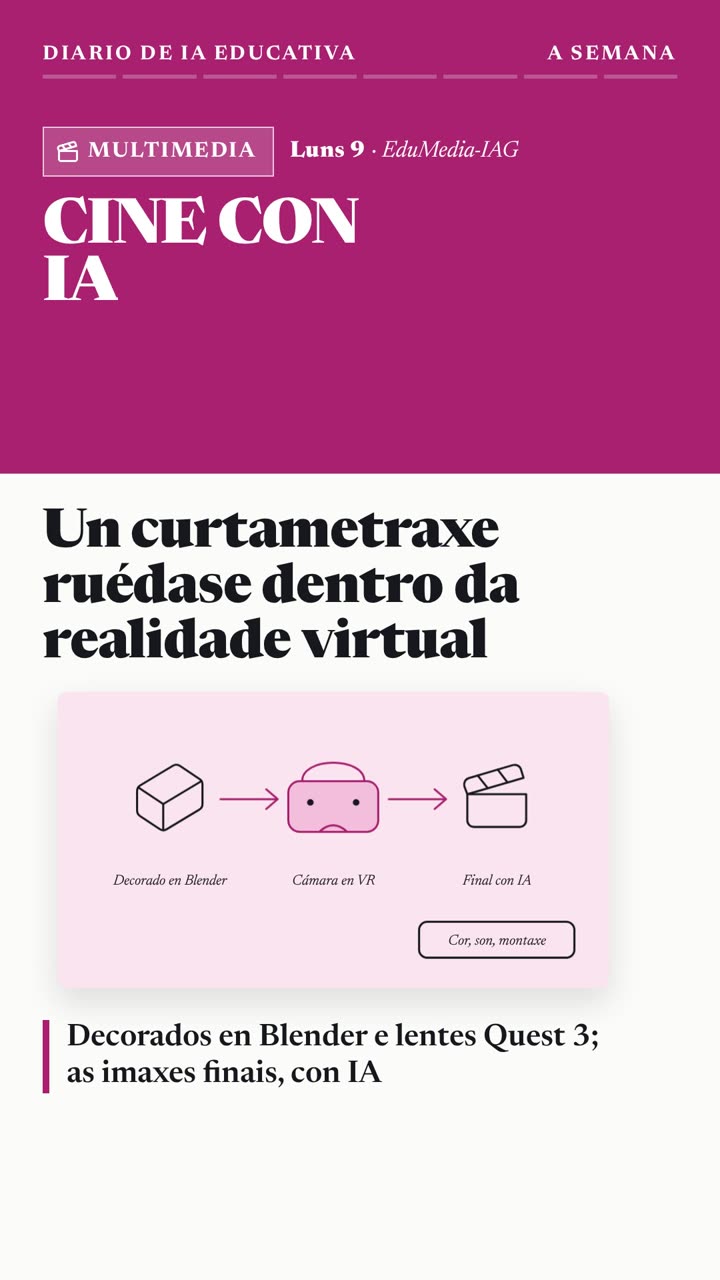 DIARIO DE IA EDUCATIVA
A SEMANA
MULTIMEDIA
Luns 9 · EduMedia-IAG
CINE CON
IA
Un curtametraxe
ruédase dentro da
realidade virtual
Decorado en Blender
Cámara en VR
Final con IA
Cor, son, montaxe
Decorados en Blender e lentes Quest 3;
as imaxes finais, con IA